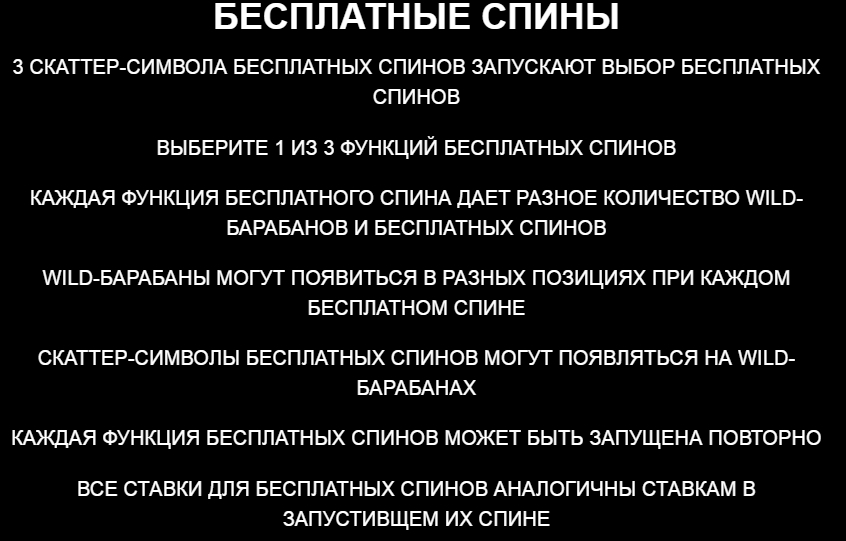 БЕСПЛАТНЫЕ СПИНЫ
3 СКАТТЕР-СИМВОЛА БЕСПЛАТНЫХ СПИНОВ ЗАПУСКАЮТ ВЫБОР БЕСПЛАТНЫХ
СПИНОВ
ВЫБЕРИТЕ 1 ИЗ 3 ФУНКЦИЙ БЕСПЛАТНЫХ СПИНОВ
КАЖДАЯ ФУНКЦИЯ БЕСПЛАТНОГО СПИНА ДАЕТ РАЗНОЕ КОЛИЧЕСТВО WILD-
БАРАБАНОВ И БЕСПЛАТНЫХ СПИНОВ
WILD-БАРАБАНЫ МОГУТ ПОЯВИТЬСЯ В РАЗНЫХ ПОЗИЦИЯХ ПРИ КАЖДОМ
БЕСПЛАТНОМ СПИНЕ
СКАТТЕР-СИМВОЛЫ БЕСПЛАТНЫХ СПИНОВ МОГУТ ПОЯВЛЯТЬСЯ НА WILD-
БАРАБАНАХ
КАЖДАЯ ФУНКЦИЯ БЕСПЛАТНЫХ СПИНОВ МОЖЕТ БЫТЬ ЗАПУЩЕНА ПОВТОРНО
ВСЕ СТАВКИ ДЛЯ БЕСПЛАТНЫХ СПИНОВ АНАЛОГИЧНЫ СТАВКАМ В
ЗАПУСТИВЩЕМ ИХ СПИНЕ